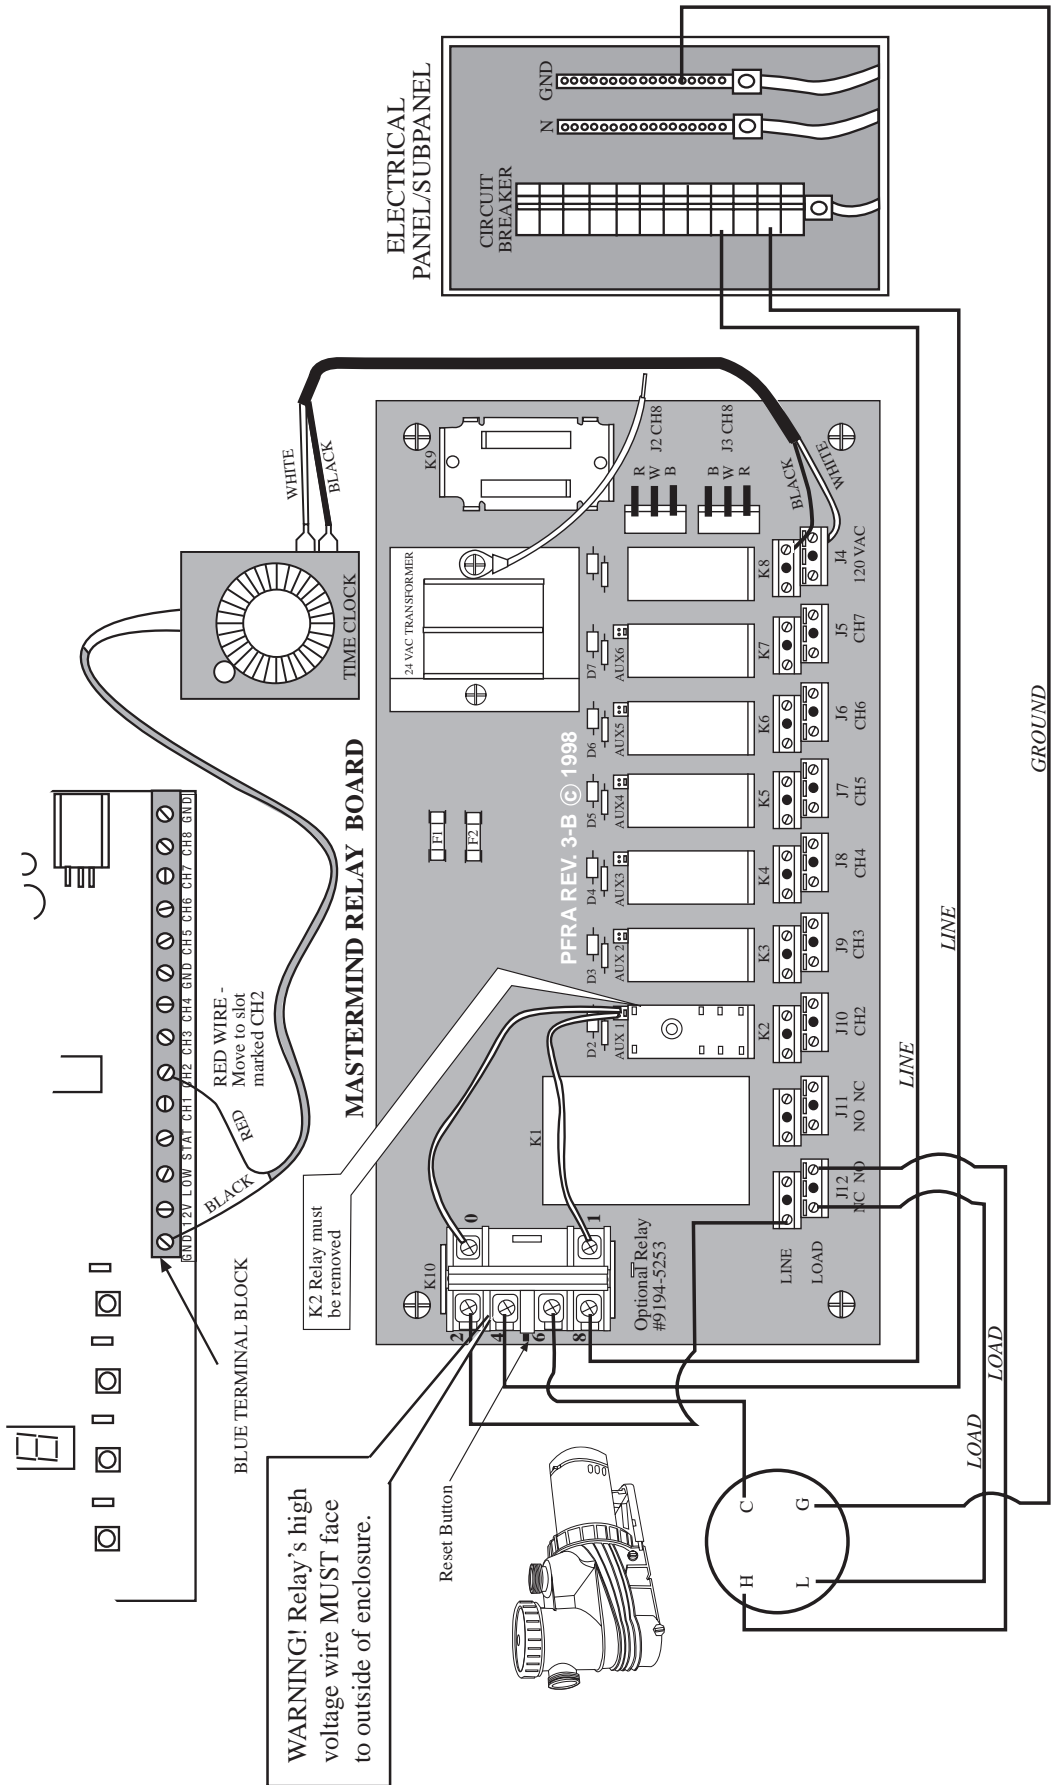 ELECTRICAL
PANEL/SUBPANEL
CIRCUIT
BREAKER
N
GND
WHITE
BLACK
TIME CLOCK
GND 12V LOW STAT CH1 CH2 CH3 CH4 GND CH5 CH6 CH7 CH8 GND
RED WIRE -
Move to slot
marked CH2
RED
BLACK
BLUE TERMINAL BLOCK
MASTERMIND RELAY BOARD
K9
24 VAC TRANSFORMER
F1
F2
PFRA REV. 3-B © 1998
K2 Relay must
be removed
K10
0
1
2
4
6
8
K1
Optional Relay
#9194-5253
D2
D3
D4
D5
D6
D7
AUX 1
AUX 2
AUX3
AUX4
AUX5
AUX6
R
W
B
J2 CH8
B
W
R
J3 CH8
K2
K3
K4
K5
K6
K7
K8
BLACK
WHITE
LINE
LOAD
J12
NC NO
J11
NO NC
J10
CH2
J9
CH3
J8
CH4
J7
CH5
J6
CH6
J5
CH7
J4
120 VAC
WARNING! Relay's high
voltage wire MUST face
to outside of enclosure.
Reset Button
H
C
L
G
LOAD
LOAD
LINE
LINE
GROUND